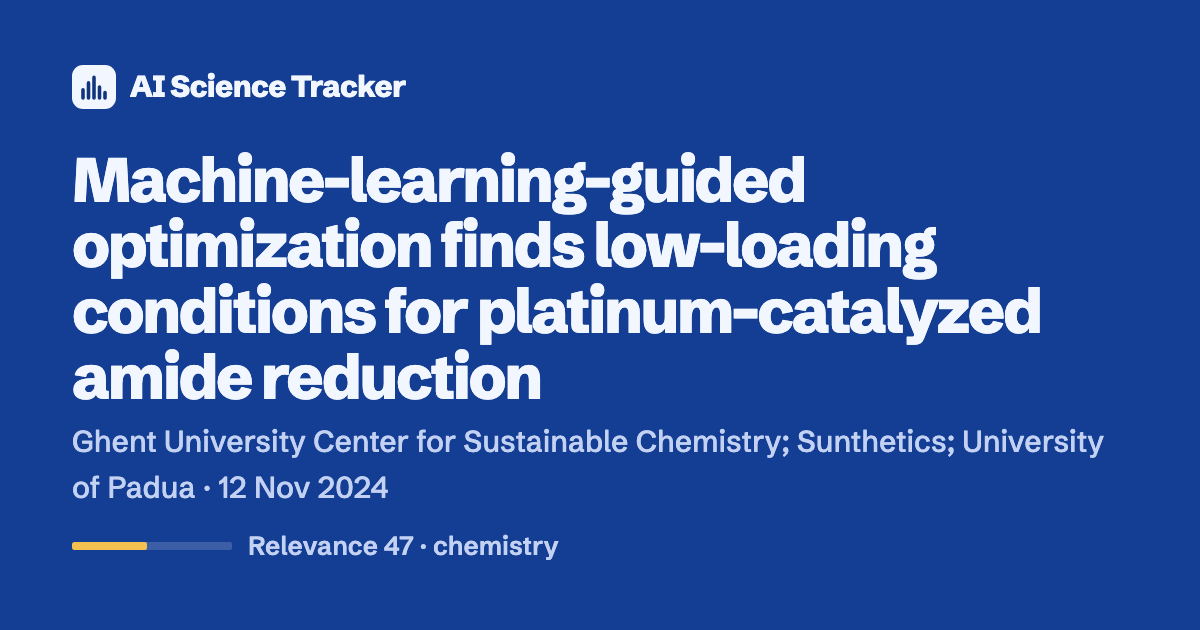 AI Science Tracker
Machine-learning-guided
optimization finds low-loading
conditions for platinum-catalyzed
amide reduction
Ghent University Center for Sustainable Chemistry; Sunthetics; University
of Padua · 12 Nov 2024
Relevance 47 · chemistry